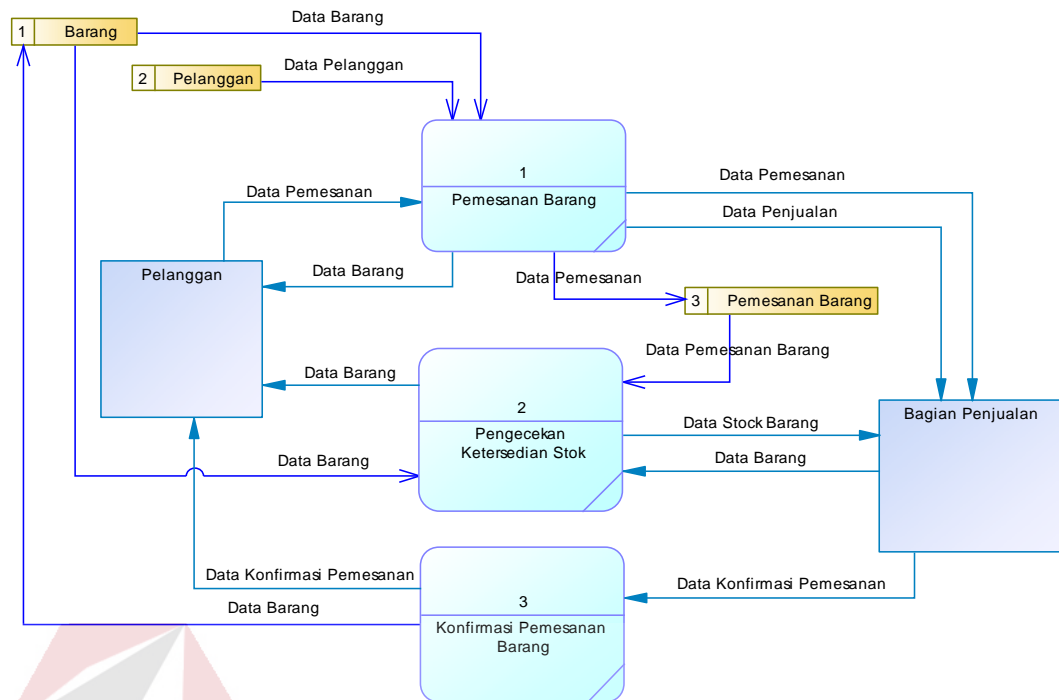 Data Barang
1 Barang
Data Pelanggan
2 Pelanggan
1
Pemesanan Barang
Data Pemesanan
Data Pemesanan
Data Penjualan
Pelanggan
Data Barang
Data Pemesanan
3 Pemesanan Barang
Data Pemesanan Barang
Data Barang
2
Pengecekan
Ketersedian Stok
Bagian Penjualan
Data Stock Barang
Data Barang
Data Barang
Data Konfirmasi Pemesanan
Data Konfirmasi Pemesanan
Data Barang
3
Konfirmasi Pemesanan
Barang